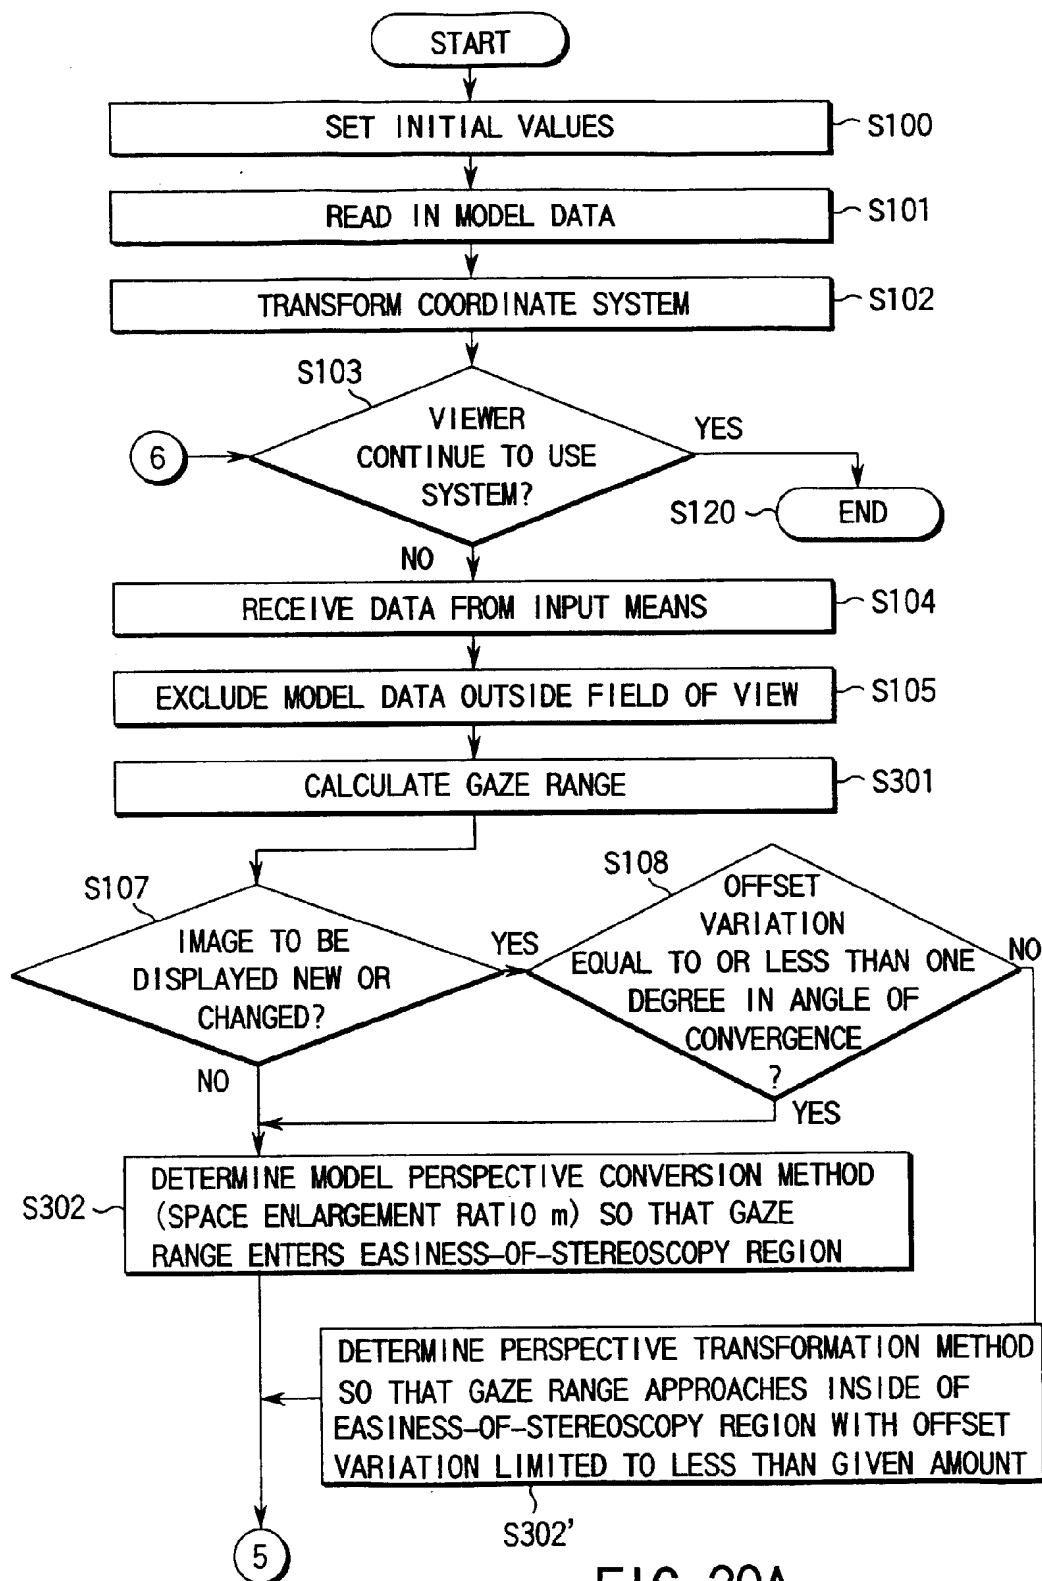 START
SET INITIAL VALUES
S100
READ IN MODEL DATA
S101
TRANSFORM COORDINATE SYSTEM
S102
S103
VIEWER
CONTINUE TO USE
SYSTEM?
YES
6
S120
END
NO
RECEIVE DATA FROM INPUT MEANS
S104
EXCLUDE MODEL DATA OUTSIDE FIELD OF VIEW
S105
CALCULATE GAZE RANGE
S301
S107
IMAGE TO BE
DISPLAYED NEW OR
CHANGED?
YES
NO
S108
OFFSET
VARIATION
EQUAL TO OR LESS THAN ONE
DEGREE IN ANGLE OF
CONVERGENCE
?
NO
YES
S302
DETERMINE MODEL PERSPECTIVE CONVERSION METHOD
(SPACE ENLARGEMENT RATIO m) SO THAT GAZE
RANGE ENTERS EASINESS-OF-STEREOSCOPY REGION
DETERMINE PERSPECTIVE TRANSFORMATION METHOD
SO THAT GAZE RANGE APPROACHES INSIDE OF
EASINESS-OF-STEREOSCOPY REGION WITH OFFSET
VARIATION LIMITED TO LESS THAN GIVEN AMOUNT
S302'
5